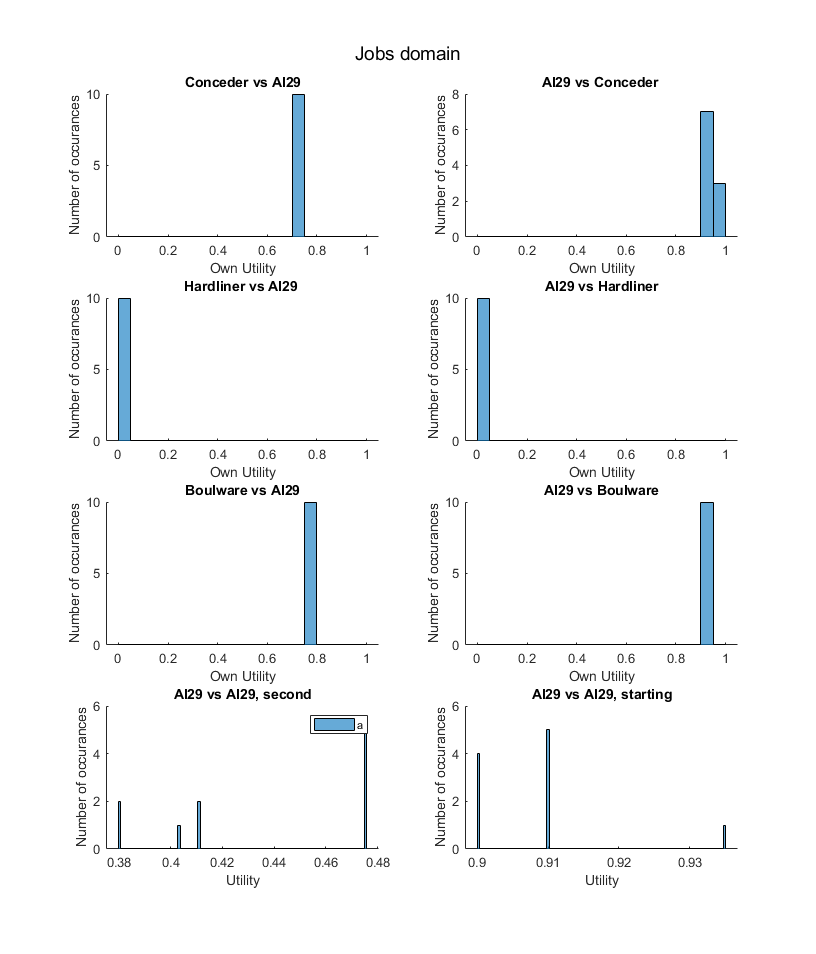 Jobs domain
Conceder vs AI29
Number of occurances
10
5
0
0 0.2 0.4 0.6 0.8 1
Own Utility
AI29 vs Conceder
Number of occurances
8
6
4
2
0
0 0.2 0.4 0.6 0.8 1
Own Utility
Hardliner vs AI29
Number of occurances
10
5
0
0 0.2 0.4 0.6 0.8 1
Own Utility
AI29 vs Hardliner
Number of occurances
10
5
0
0 0.2 0.4 0.6 0.8 1
Own Utility
Boulware vs AI29
Number of occurances
10
5
0
0 0.2 0.4 0.6 0.8 1
Own Utility
AI29 vs Boulware
Number of occurances
10
5
0
0 0.2 0.4 0.6 0.8 1
Own Utility
AI29 vs AI29, second
Number of occurances
6
4
2
0
a
0.38 0.4 0.42 0.44 0.46 0.48
Utility
AI29 vs AI29, starting
Number of occurances
6
4
2
0
0.9 0.91 0.92 0.93
Utility